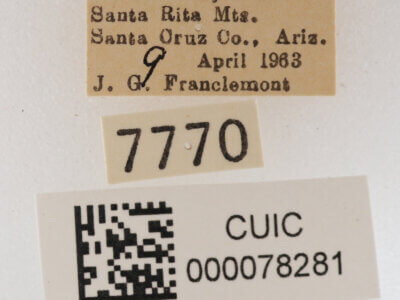 Santa Rita Mts.
Santa Cruz Co., Ariz.
9 April 1963
J. G. Franclemont
7770
CUIC
000078281